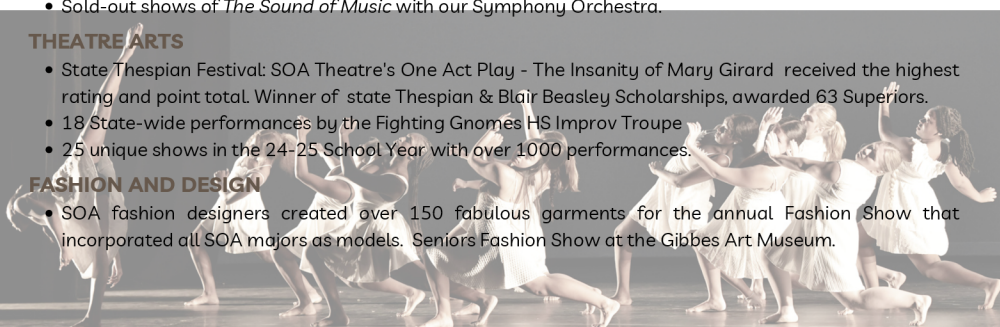 • Sold-out shows of The Sound of Music with our Symphony Orchestra.
THEATRE ARTS
• State Thespian Festival: SOA Theatre's One Act Play - The Insanity of Mary Girard received the highest
rating and point total. Winner of state Thespian & Blair Beasley Scholarships, awarded 63 Superiors.
• 18 State-wide performances by the Fighting Gnomes HS Improv Troupe
• 25 unique shows in the 24-25 School Year with over 1000 performances.
FASHION AND DESIGN
• SOA fashion designers created over 150 fabulous garments for the annual Fashion Show that
incorporated all SOA majors as models. Seniors Fashion Show at the Gibbes Art Museum.